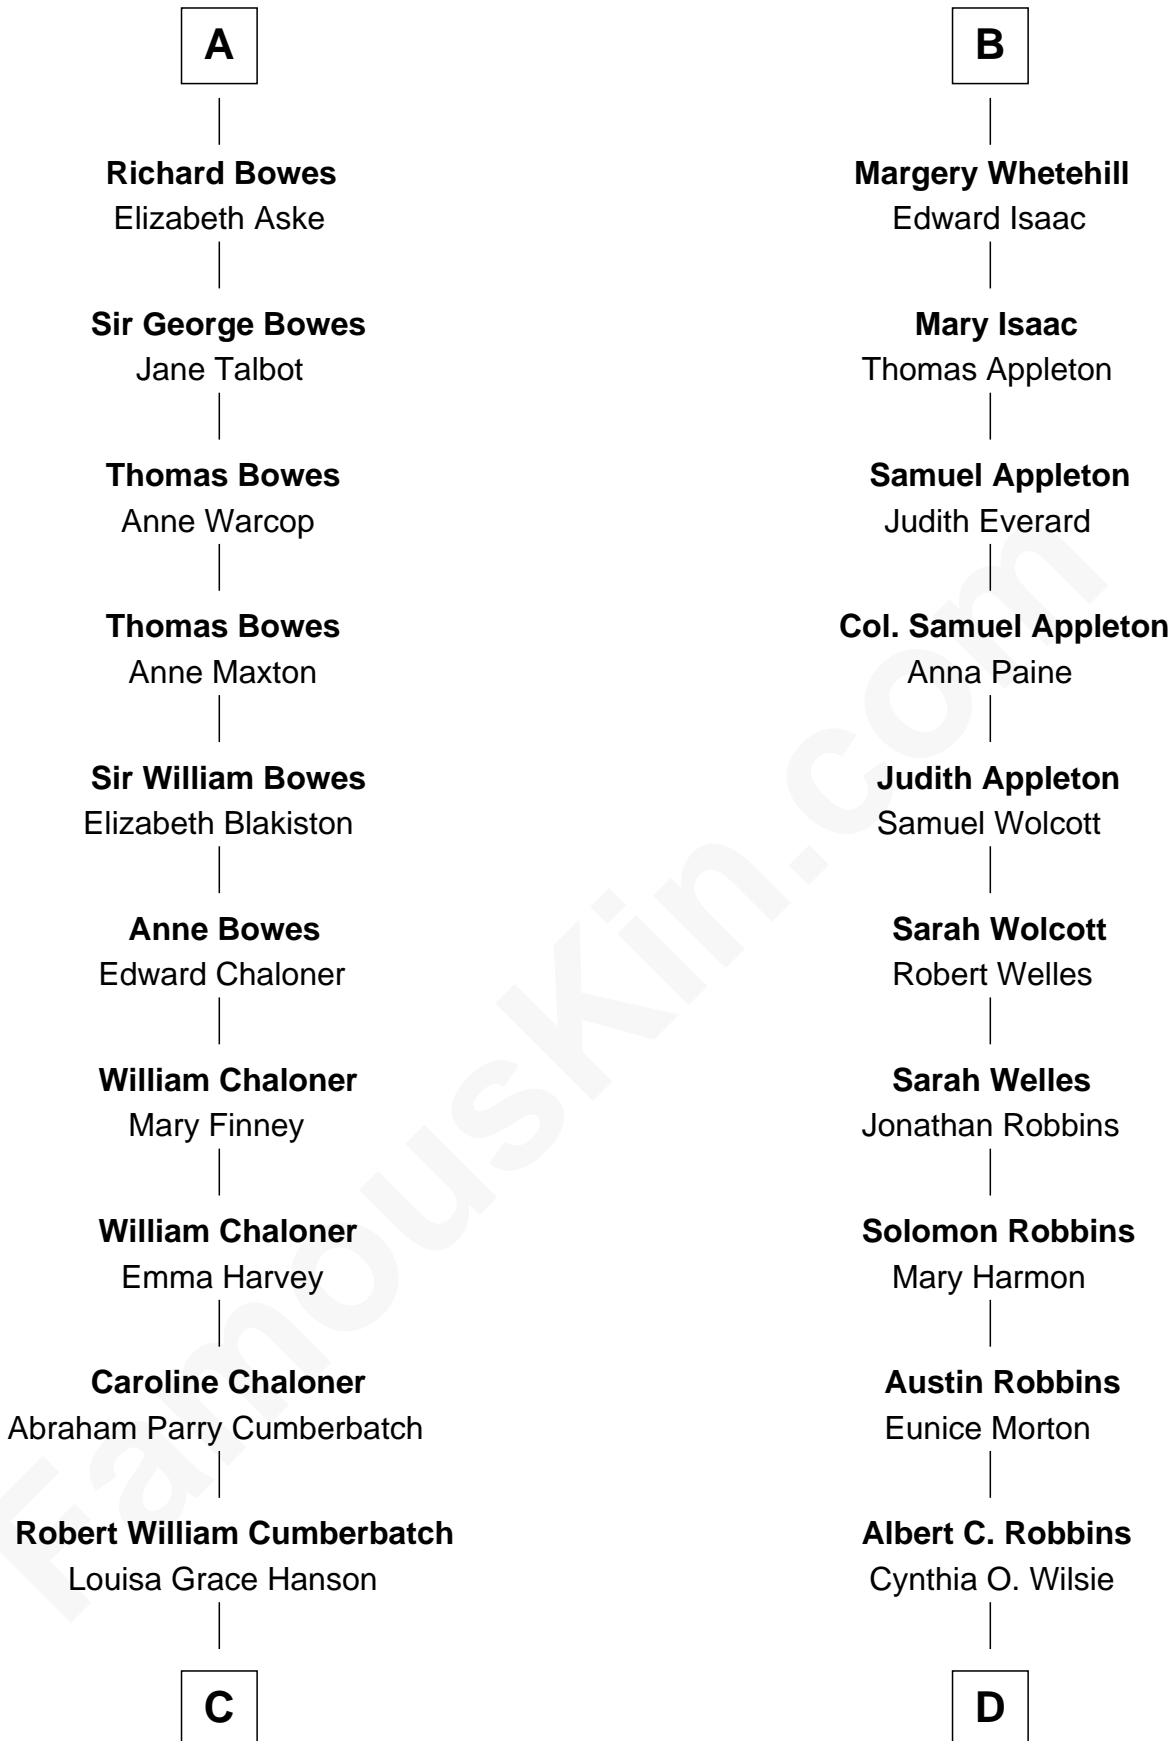 A
Richard Bowes
Elizabeth Aske
Sir George Bowes
Jane Talbot
Thomas Bowes
Anne Warcop
Thomas Bowes
Anne Maxton
Sir William Bowes
Elizabeth Blakiston
Anne Bowes
Edward Chaloner
William Chaloner
Mary Finney
William Chaloner
Emma Harvey
Caroline Chaloner
Abraham Parry Cumberbatch
Robert William Cumberbatch
Louisa Grace Hanson
C
B
Margery Whetehill
Edward Isaac
Mary Isaac
Thomas Appleton
Samuel Appleton
Judith Everard
Col. Samuel Appleton
Anna Paine
Judith Appleton
Samuel Wolcott
Sarah Wolcott
Robert Welles
Sarah Welles
Jonathan Robbins
Solomon Robbins
Mary Harmon
Austin Robbins
Eunice Morton
Albert C. Robbins
Cynthia O. Wilsie
D
FamousKin.com